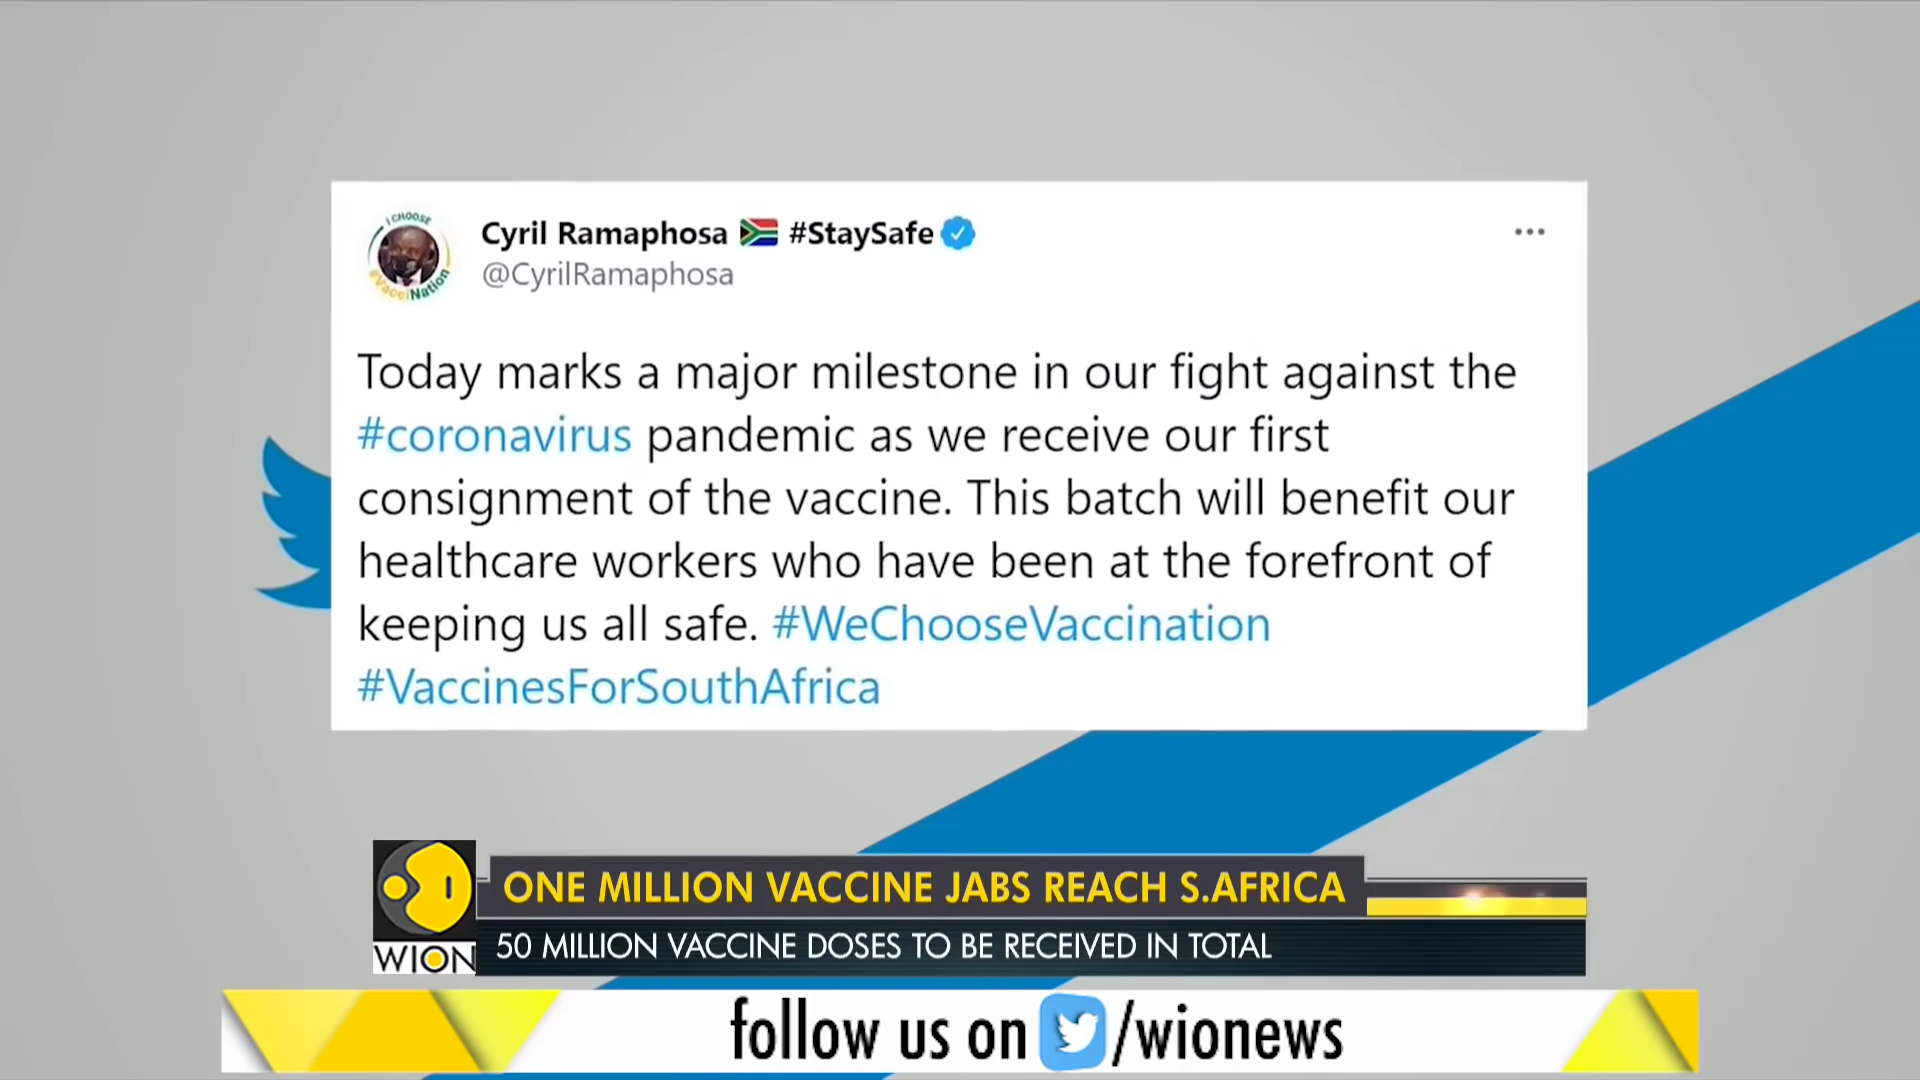 I CHOOSE
#VacciNation
Cyril Ramaphosa 🇿🇦 #StaySafe
@CyrilRamaphosa
Today marks a major milestone in our fight against the
#coronavirus pandemic as we receive our first
consignment of the vaccine. This batch will benefit our
healthcare workers who have been at the forefront of
keeping us all safe. #WeChooseVaccination
#VaccinesForSouthAfrica
ONE MILLION VACCINE JABS REACH S.AFRICA
WION
50 MILLION VACCINE DOSES TO BE RECEIVED IN TOTAL
follow us on /wionews